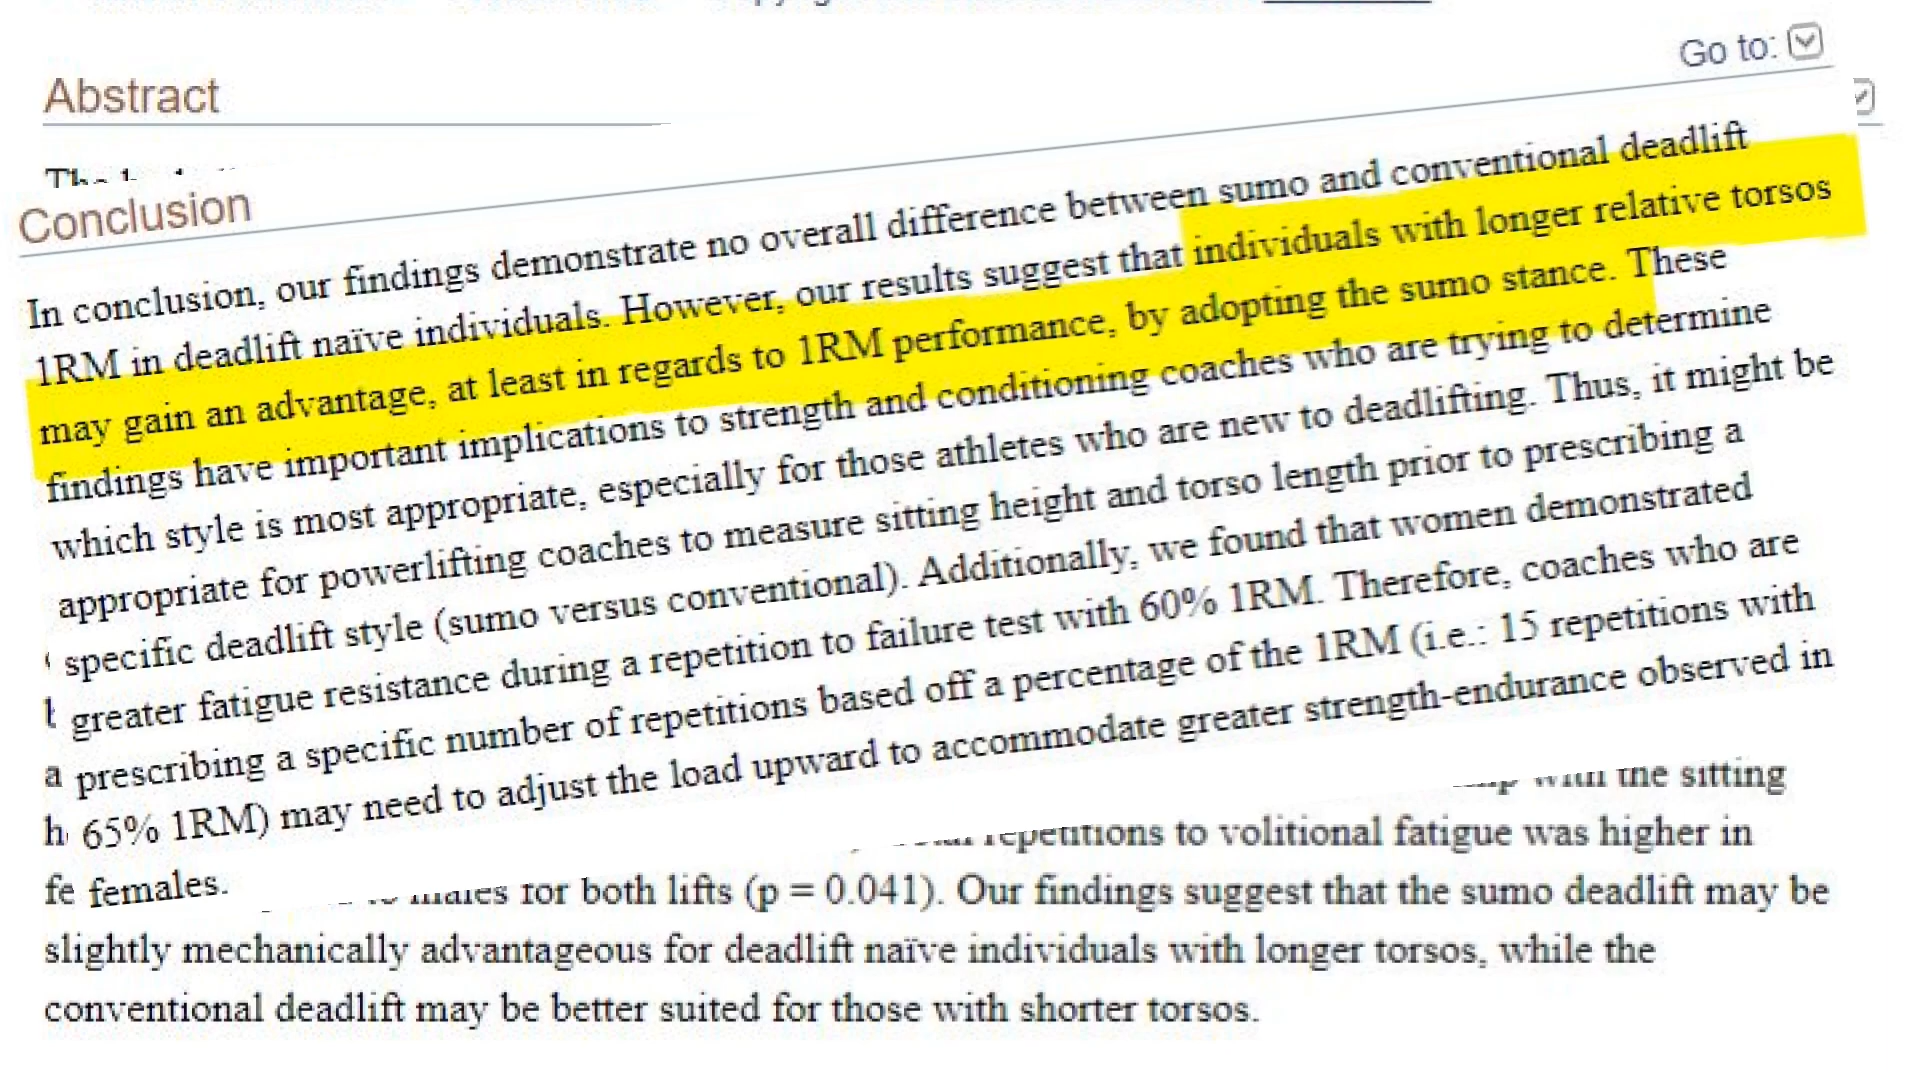 Abstract
Go to:
Conclusion
In conclusion, our findings demonstrate no overall difference between sumo and conventional deadlift
1RM in deadlift naïve individuals. However, our results suggest that individuals with longer relative torsos
may gain an advantage, at least in regards to 1RM performance, by adopting the sumo stance. These
findings have important implications to strength and conditioning coaches who are trying to determine
which style is most appropriate, especially for those athletes who are new to deadlifting. Thus, it might be
appropriate for powerlifting coaches to measure sitting height and torso length prior to prescribing a
specific deadlift style (sumo versus conventional). Additionally, we found that women demonstrated
greater fatigue resistance during a repetition to failure test with 60% 1RM. Therefore, coaches who are
prescribing a specific number of repetitions based off a percentage of the 1RM (i.e.: 15 repetitions with
65% 1RM) may need to adjust the load upward to accommodate greater strength-endurance observed in
females.
with the sitting
repetitions to volitional fatigue was higher in
fe males for both lifts (p = 0.041). Our findings suggest that the sumo deadlift may be
slightly mechanically advantageous for deadlift naïve individuals with longer torsos, while the
conventional deadlift may be better suited for those with shorter torsos.